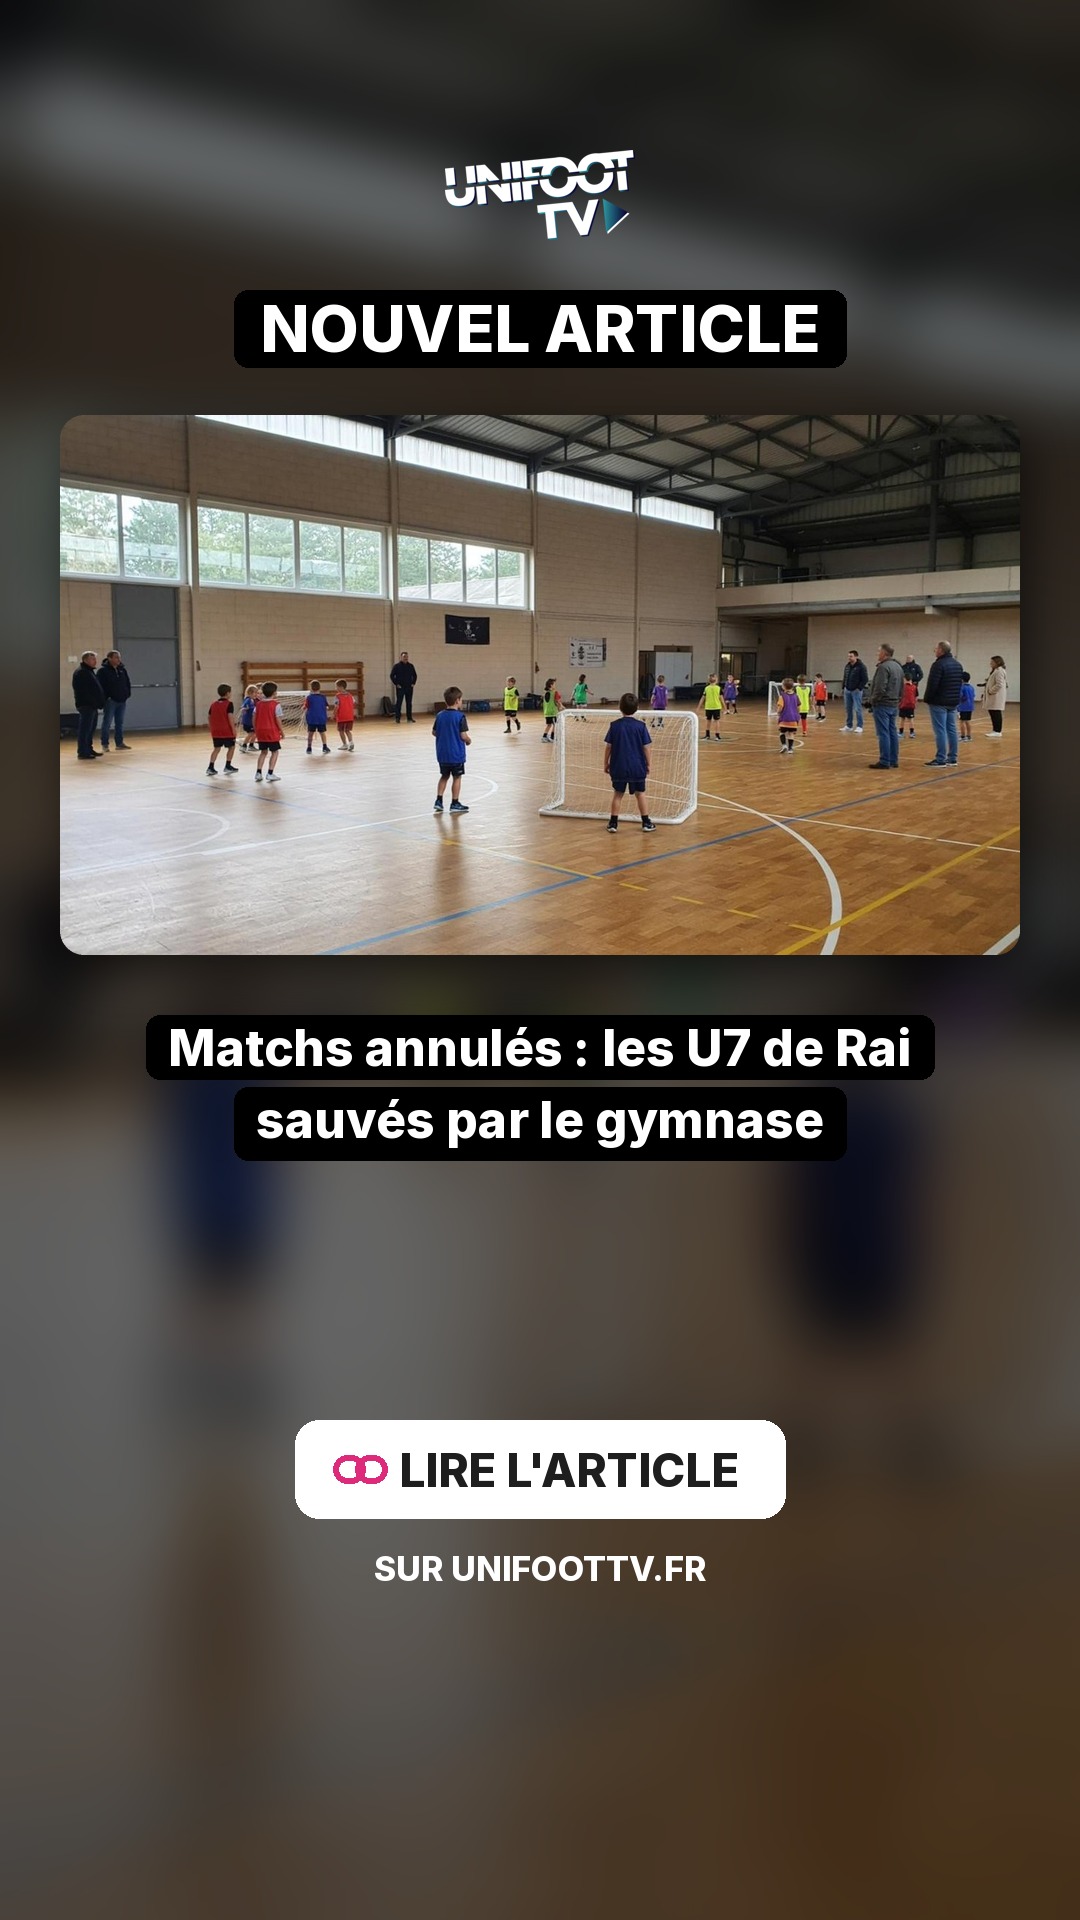 UNIFOOT
TV
NOUVEL ARTICLE
Matchs annulés : les U7 de Rai
sauvés par le gymnase
LIRE L'ARTICLE
SUR UNIFOOTTV.FR